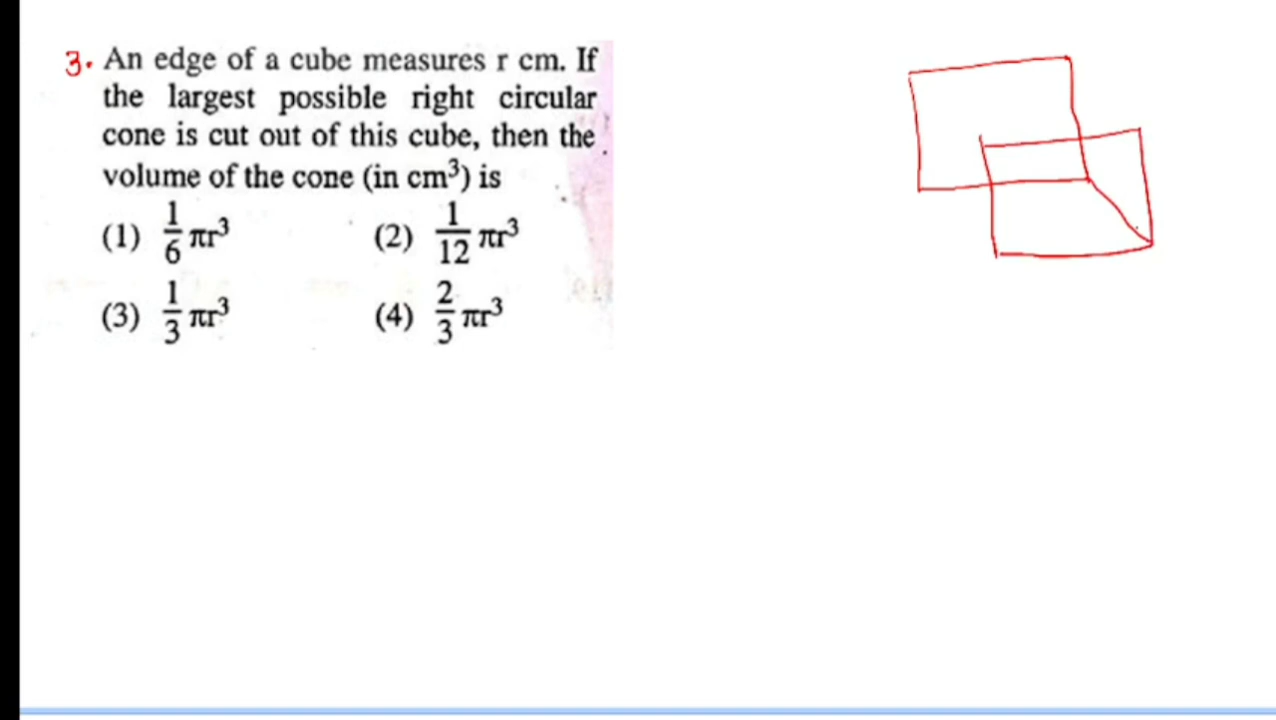 3. An edge of a cube measures r cm. If
the largest possible right circular
cone is cut out of this cube, then the
volume of the cone (in cm³) is
(1) 1/6 πr³ (2) 1/12 πr³
(3) 1/3 πr³ (4) 2/3 πr³